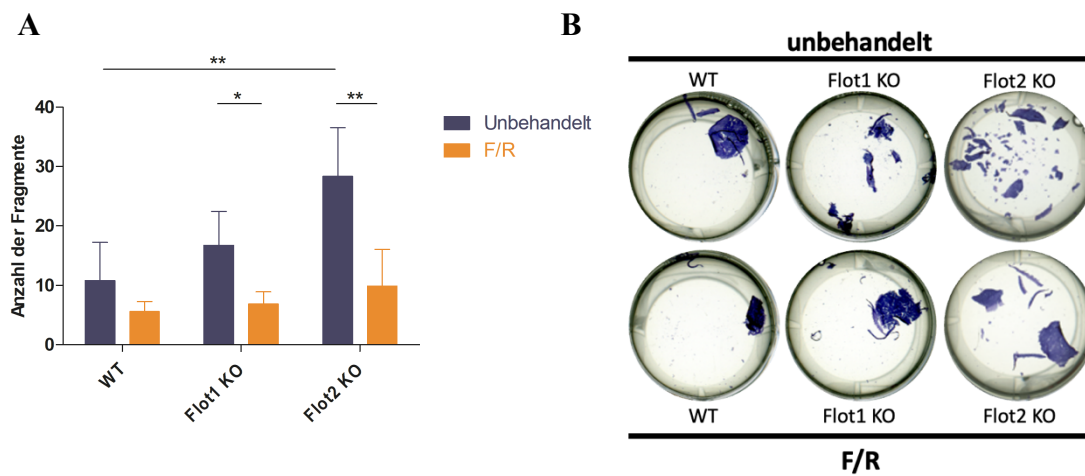 A
**
*
**
40
30
20
10
0
Anzahl der Fragmente
WT
Flot1 KO
Flot2 KO
Unbehandelt
F/R
B
unbehandelt
WT Flot1 KO Flot2 KO
WT Flot1 KO Flot2 KO
F/R